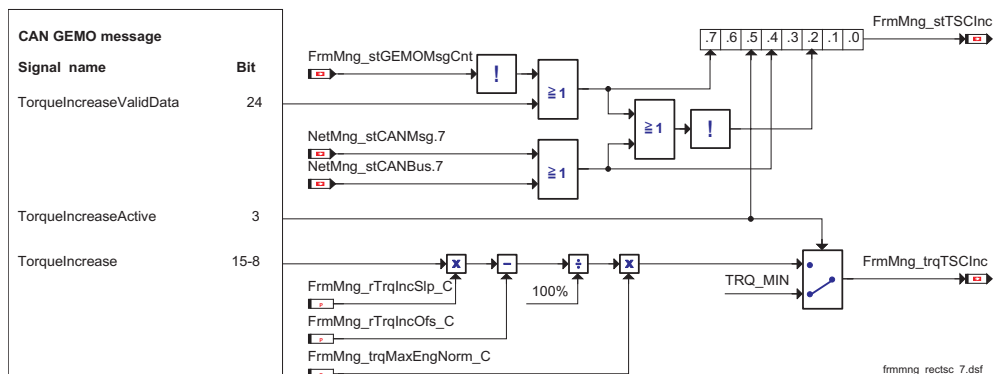 FrmMng_stTSCInc
CAN GEMO message
.7 .6 .5 .4 .3 .2 .1 .0
FrmMng_stGEMOMsgCnt
Signal name Bit
!
≧1
TorqueIncreaseValidData 24
≧1
!
NetMng_stCANMsg.7
NetMng_stCANBus.7
≧1
TorqueIncreaseActive 3
TorqueIncrease 15-8
x
−
÷
x
FrmMng_trqTSCInc
TRQ_MIN
FrmMng_rTrqIncSlp_C
100%
FrmMng_rTrqIncOfs_C
FrmMng_trqMaxEngNorm_C
frmmng_rectsc_7.dsf